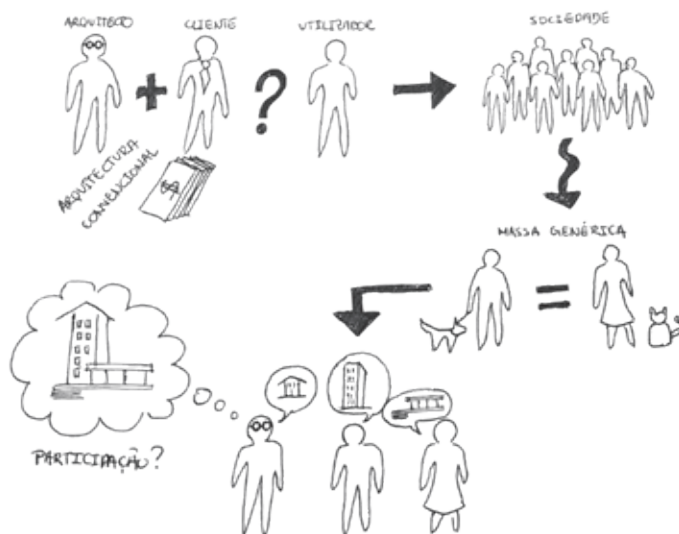 ARQUITECTO
CLIENTE
UTILIZADOR
SOCIEDADE
+
?
ARQUITECTURA
CONVENCIONAL
MASSA GENÉRICA
=
PARTICIPAÇÃO?